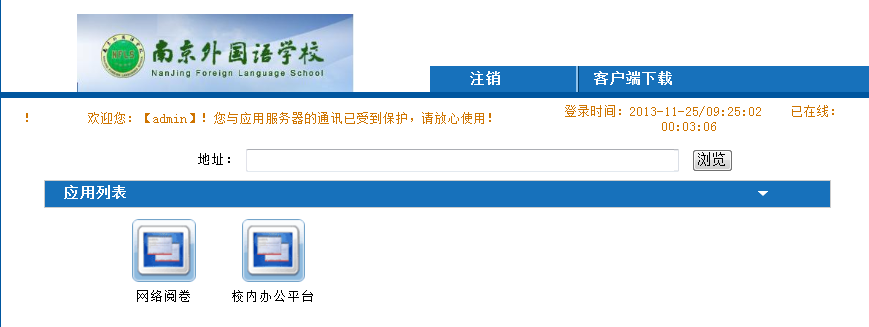 NFLS
南京外国语学校
NanJing Foreign Language School
注销
客户端下载
！
欢迎您：【admin】！您与应用服务器的通讯已受到保护，请放心使用！
登录时间：2013-11-25/09:25:02 已在线：
00:03:06
地址：
浏览
应用列表
网络阅卷
校内办公平台